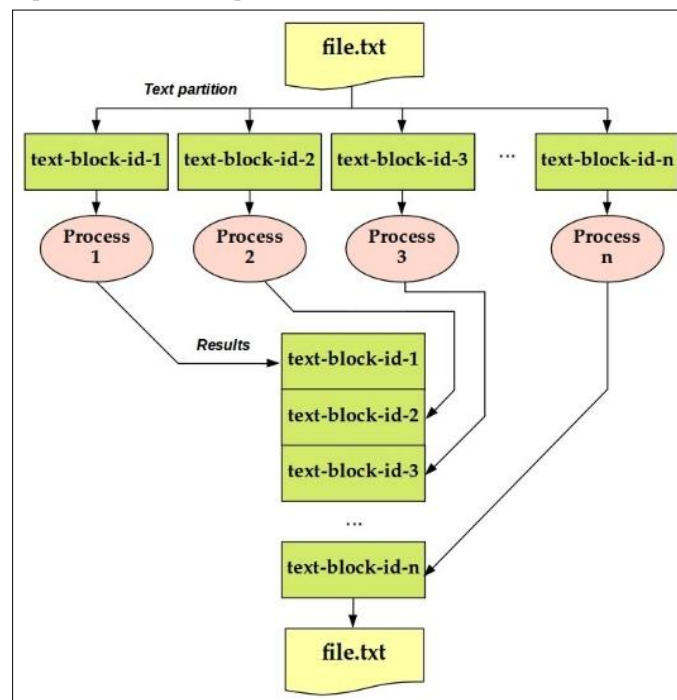 file.txt
Text partition
text-block-id-1
text-block-id-2
text-block-id-3
...
text-block-id-n
Process
1
Process
2
Process
3
Process
n
Results
text-block-id-1
text-block-id-2
text-block-id-3
...
text-block-id-n
file.txt